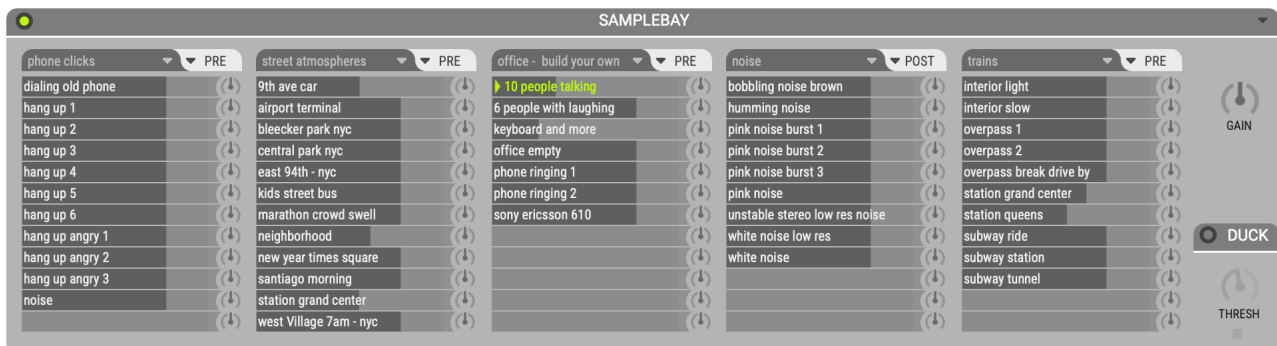 SAMPLEBAY
phone clicks PRE
dialing old phone
hang up 1
hang up 2
hang up 3
hang up 4
hang up 5
hang up 6
hang up angry 1
hang up angry 2
hang up angry 3
noise
street atmospheres PRE
9th ave car
airport terminal
bleecker park nyc
central park nyc
east 94th - nyc
kids street bus
marathon crowd swell
neighborhood
new year times square
santiago morning
station grand center
west Village 7am - nyc
office - build your own PRE
10 people talking
6 people with laughing
keyboard and more
office empty
phone ringing 1
phone ringing 2
sony ericsson 610
noise POST
bobbling noise brown
humming noise
pink noise burst 1
pink noise burst 2
pink noise burst 3
pink noise
unstable stereo low res noise
white noise low res
white noise
trains PRE
interior light
interior slow
overpass 1
overpass 2
overpass break drive by
station grand center
station queens
subway ride
subway station
subway tunnel
GAIN
DUCK
THRESH